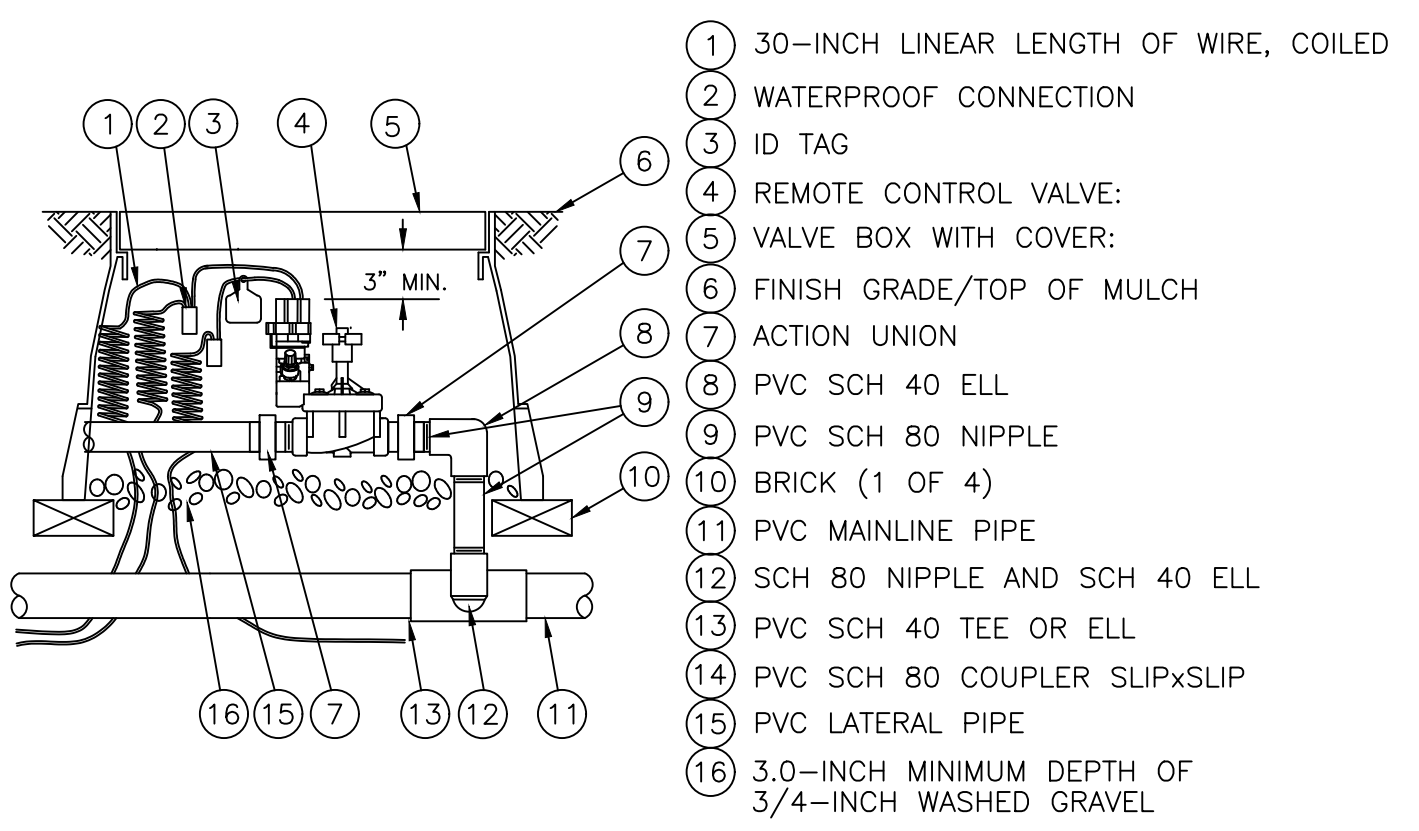 1 2 3 4 5
6
7
3" MIN.
8
9
10
16 15 7 13 12 11
1 30-INCH LINEAR LENGTH OF WIRE, COILED
2 WATERPROOF CONNECTION
3 ID TAG
4 REMOTE CONTROL VALVE:
5 VALVE BOX WITH COVER:
6 FINISH GRADE/TOP OF MULCH
7 ACTION UNION
8 PVC SCH 40 ELL
9 PVC SCH 80 NIPPLE
10 BRICK (1 OF 4)
11 PVC MAINLINE PIPE
12 SCH 80 NIPPLE AND SCH 40 ELL
13 PVC SCH 40 TEE OR ELL
14 PVC SCH 80 COUPLER SLIPxSLIP
15 PVC LATERAL PIPE
16 3.0-INCH MINIMUM DEPTH OF
3/4-INCH WASHED GRAVEL